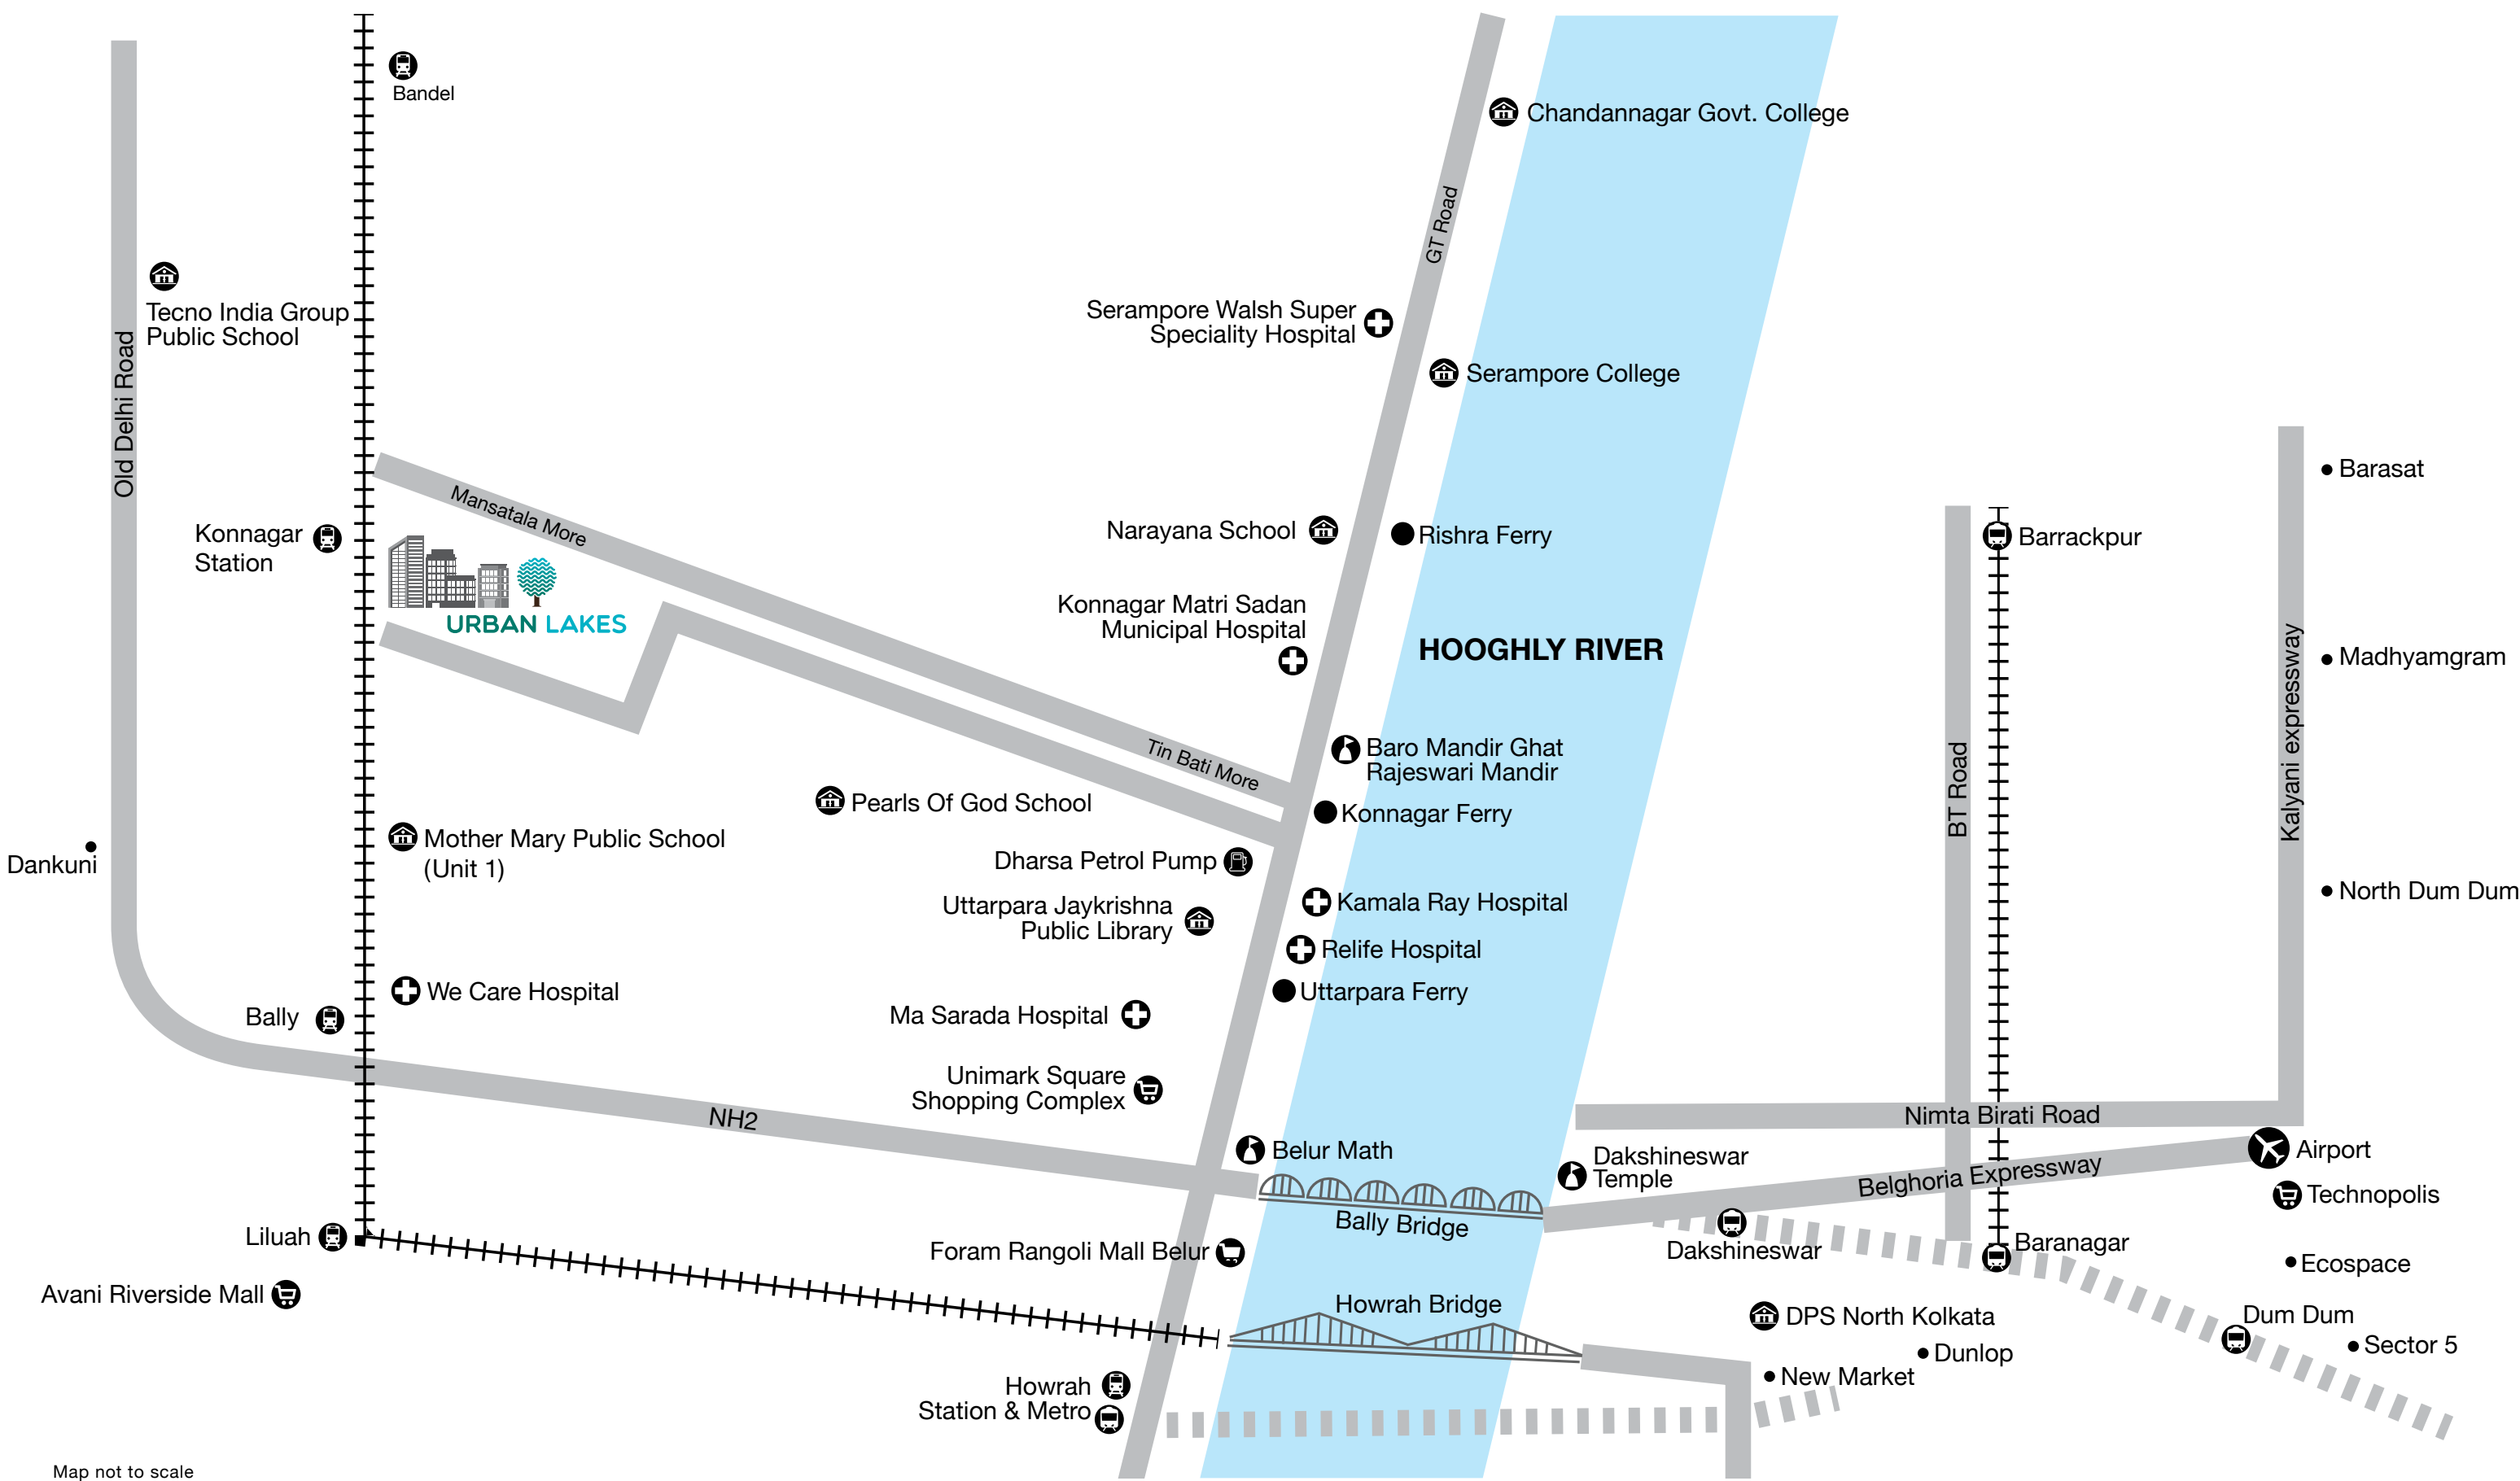 Bandel
Chandannagar Govt. College
GT Road
Tecno India Group
Public School
Old Delhi Road
Serampore Walsh Super
Speciality Hospital
Serampore College
Mansatala More
Konnagar
Station
URBAN LAKES
Narayana School
Rishra Ferry
Konnagar Matri Sadan
Municipal Hospital
HOOGHLY RIVER
Barrackpur
Barasat
Madhyamgram
Kalyani expressway
BT Road
North Dum Dum
Tin Bati More
Baro Mandir Ghat
Rajeswari Mandir
Konnagar Ferry
Pearls Of God School
Mother Mary Public School
(Unit 1)
Dankuni
Dharsa Petrol Pump
Uttarpara Jaykrishna
Public Library
Kamala Ray Hospital
Relife Hospital
Uttarpara Ferry
We Care Hospital
Bally
Ma Sarada Hospital
Unimark Square
Shopping Complex
NH2
Nimta Birati Road
Belur Math
Dakshineswar
Temple
Belghoria Expressway
Airport
Technopolis
Bally Bridge
Dakshineswar
Baranagar
Ecospace
Liluah
Foram Rangoli Mall Belur
Avani Riverside Mall
Howrah Bridge
DPS North Kolkata
Dum Dum
Sector 5
Dunlop
New Market
Howrah
Station & Metro
Map not to scale